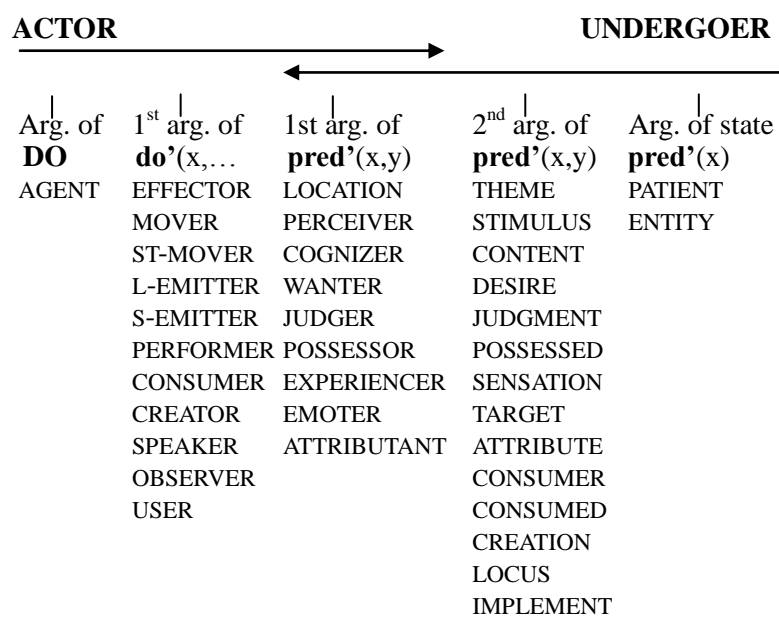 ACTOR UNDERGOER
Arg. of 1st arg. of 1st arg. of 2nd arg. of Arg. of state
DO do’(x,… pred’(x,y) pred’(x,y) pred’(x)
AGENT EFFECTOR LOCATION THEME PATIENT
MOVER PERCEIVER STIMULUS ENTITY
ST-MOVER COGNIZER CONTENT
L-EMITTER WANTER DESIRE
S-EMITTER JUDGER JUDGMENT
PERFORMER POSSESSOR POSSESSED
CONSUMER EXPERIENCER SENSATION
CREATOR EMOTER TARGET
SPEAKER ATTRIBUTANT ATTRIBUTE
OBSERVER CONSUMER
USER CONSUMED
CREATION
LOCUS
IMPLEMENT